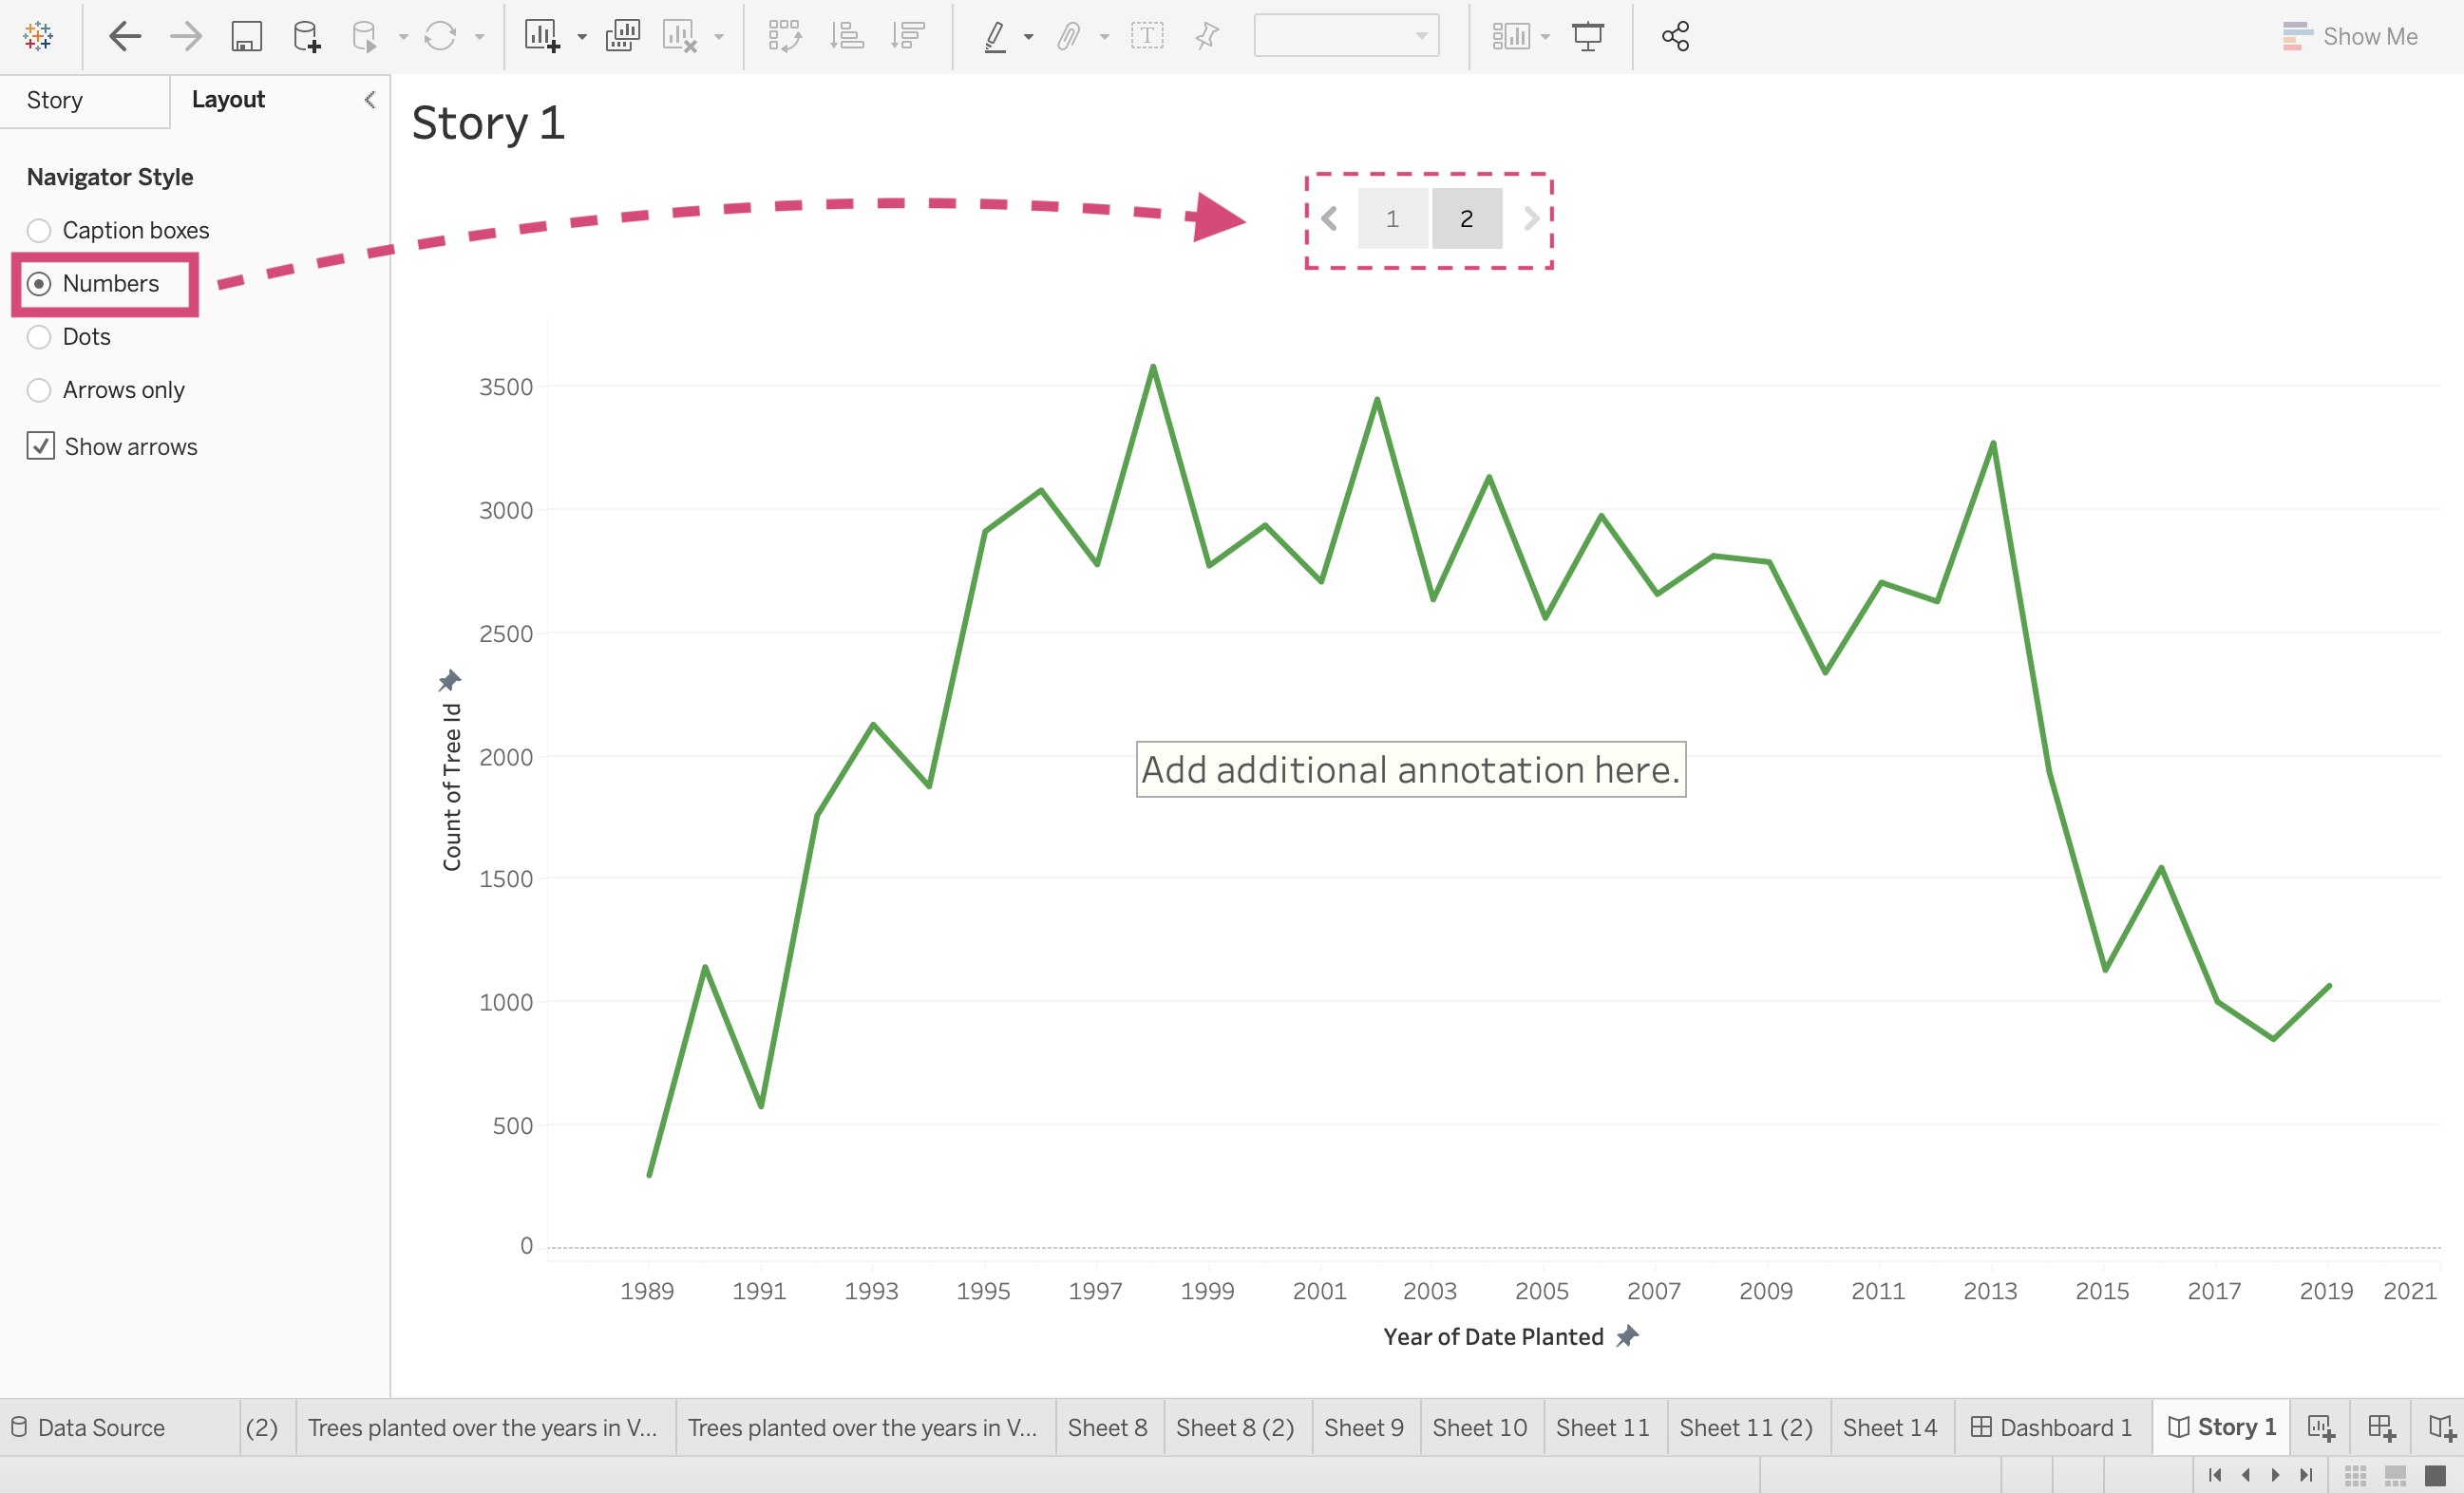 Show Me
Story
Layout
Story 1
Navigator Style
Caption boxes
Numbers
Dots
Arrows only
Show arrows
1
2
3500
3000
2500
2000
1500
1000
500
0
Count of Tree Id
Add additional annotation here.
1989 1991 1993 1995 1997 1999 2001 2003 2005 2007 2009 2011 2013 2015 2017 2019 2021
Year of Date Planted
Data Source (2) Trees planted over the years in V... Trees planted over the years in V... Sheet 8 Sheet 8 (2) Sheet 9 Sheet 10 Sheet 11 Sheet 11 (2) Sheet 14 Dashboard 1 Story 1